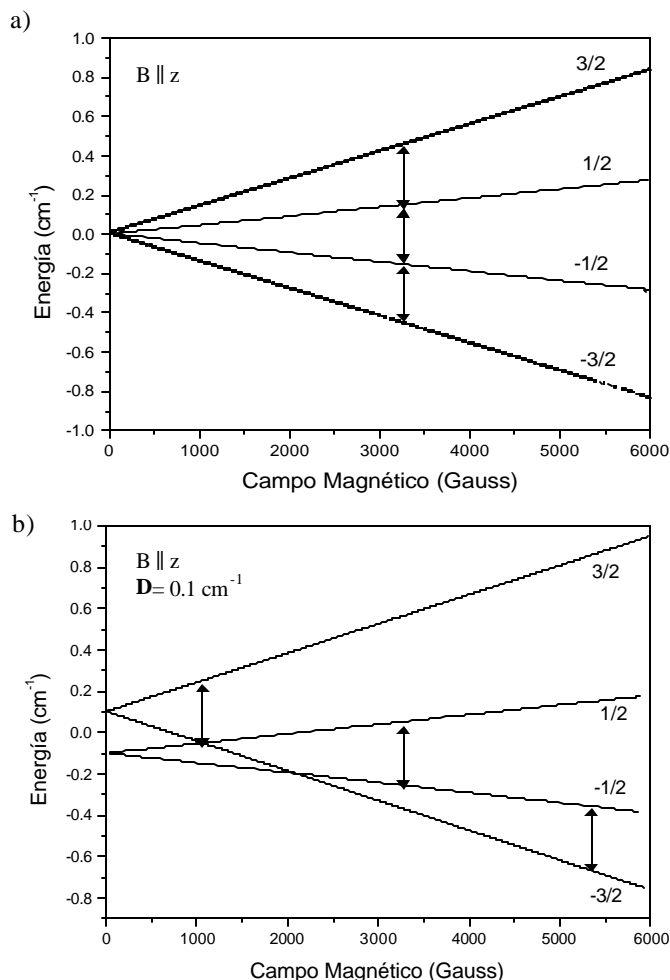 a)
B || z
3/2
1/2
-1/2
-3/2
1.0
0.8
0.6
0.4
0.2
0.0
-0.2
-0.4
-0.6
-0.8
-1.0
Energía (cm-1)
0 1000 2000 3000 4000 5000 6000
Campo Magnético (Gauss)
b)
B || z
D= 0.1 cm-1
3/2
1/2
-1/2
-3/2
1.0
0.8
0.6
0.4
0.2
0.0
-0.2
-0.4
-0.6
-0.8
Energía (cm-1)
0 1000 2000 3000 4000 5000 6000
Campo Magnético (Gauss)